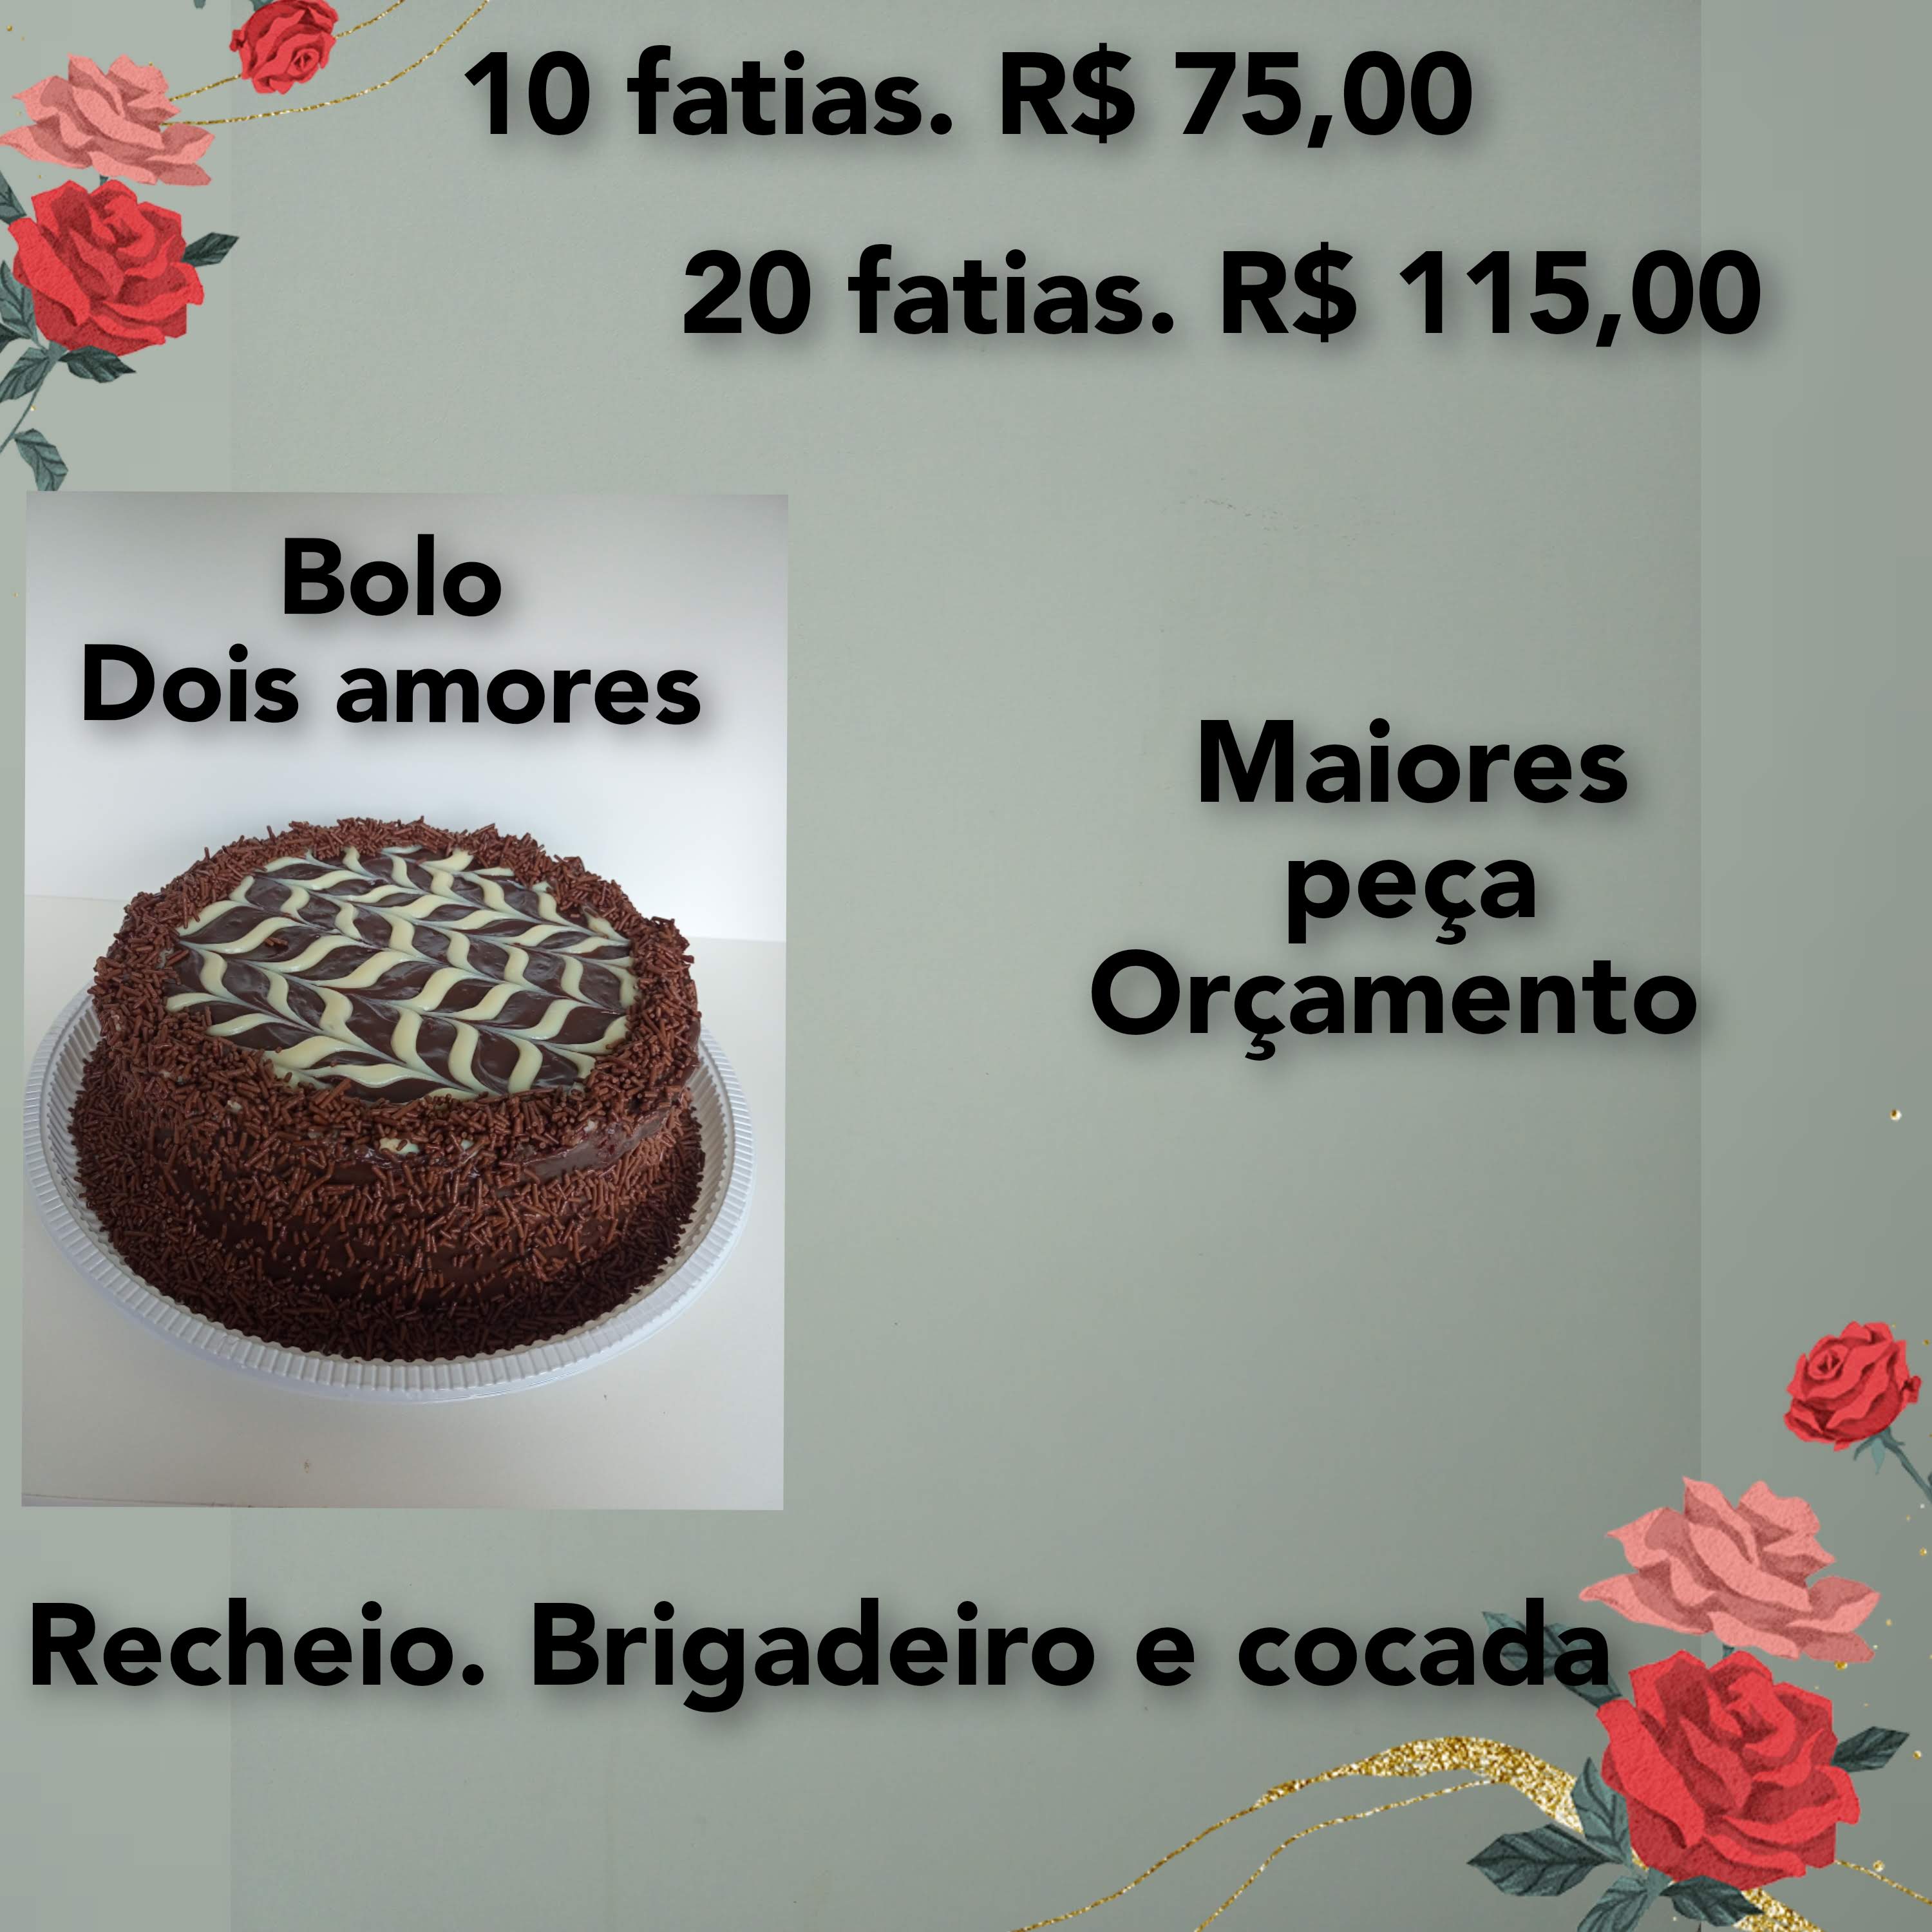 10 fatias. R$ 75,00
20 fatias. R$ 115,00
Bolo
Dois amores
Maiores
peça
Orçamento
Recheio. Brigadeiro e cocada